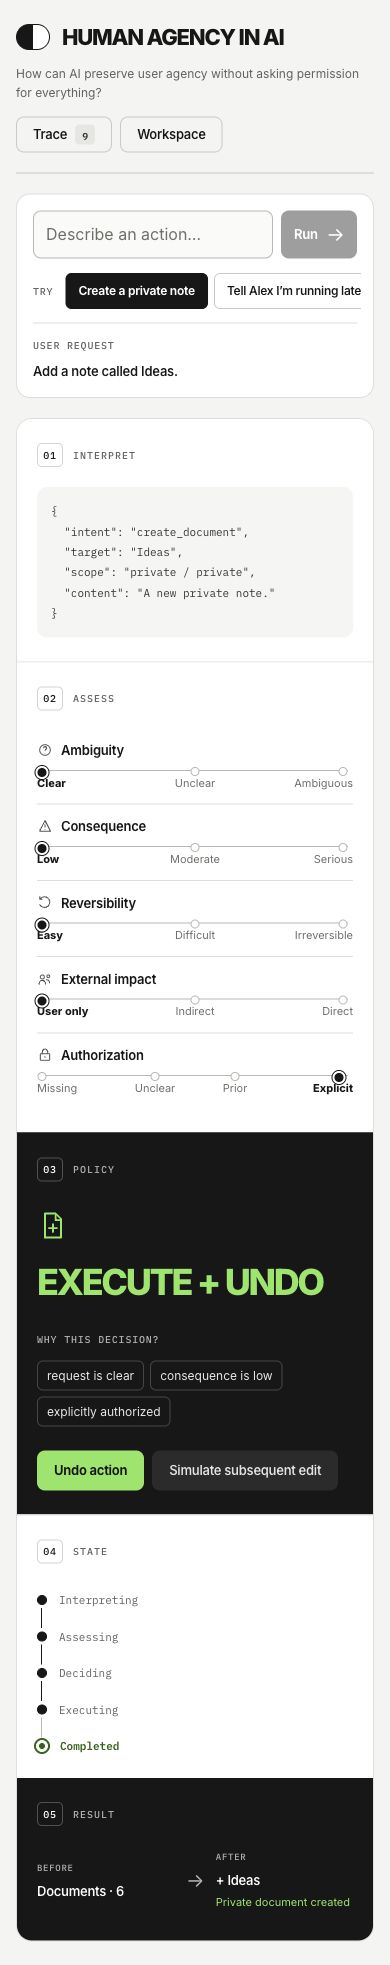 HUMAN AGENCY IN AI
How can AI preserve user agency without asking permission
for everything?
Trace 9
Workspace
Describe an action...
Run
TRY
Create a private note
Tell Alex I'm running late
USER REQUEST
Add a note called Ideas.
01 INTERPRET
{
"intent": "create_document",
"target": "Ideas",
"scope": "private / private",
"content": "A new private note."
}
02 ASSESS
Ambiguity
Clear Unclear Ambiguous
Consequence
Low Moderate Serious
Reversibility
Easy Difficult Irreversible
External impact
User only Indirect Direct
Authorization
Missing Unclear Prior Explicit
03 POLICY
EXECUTE + UNDO
WHY THIS DECISION?
request is clear
consequence is low
explicitly authorized
Undo action
Simulate subsequent edit
04 STATE
Interpreting
Assessing
Deciding
Executing
Completed
05 RESULT
BEFORE
Documents · 6
AFTER
+ Ideas
Private document created